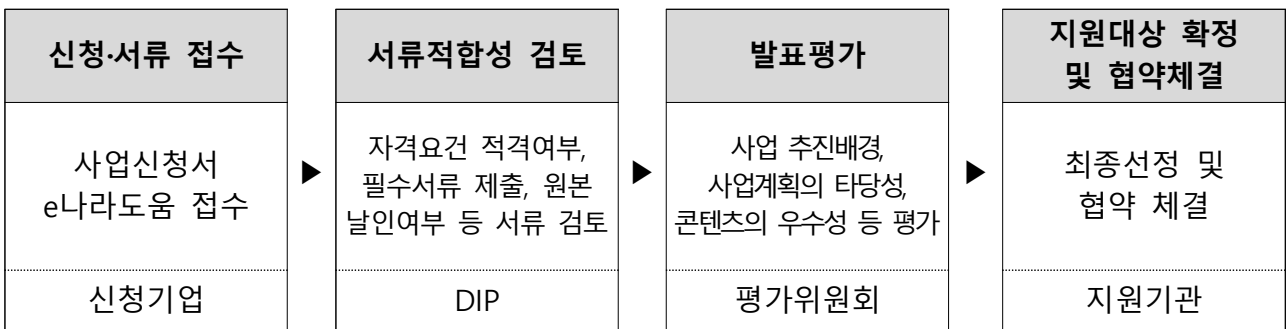 신청·서류 접수
사업신청서
e나라도움 접수
신청기업
▶
서류적합성 검토
자격요건 적격여부,
필수서류 제출, 원본
날인여부 등 서류 검토
DIP
▶
발표평가
사업 추진배경,
사업계획의 타당성,
콘텐츠의 우수성 등 평가
평가위원회
▶
지원대상 확정
및 협약체결
최종선정 및
협약 체결
지원기관